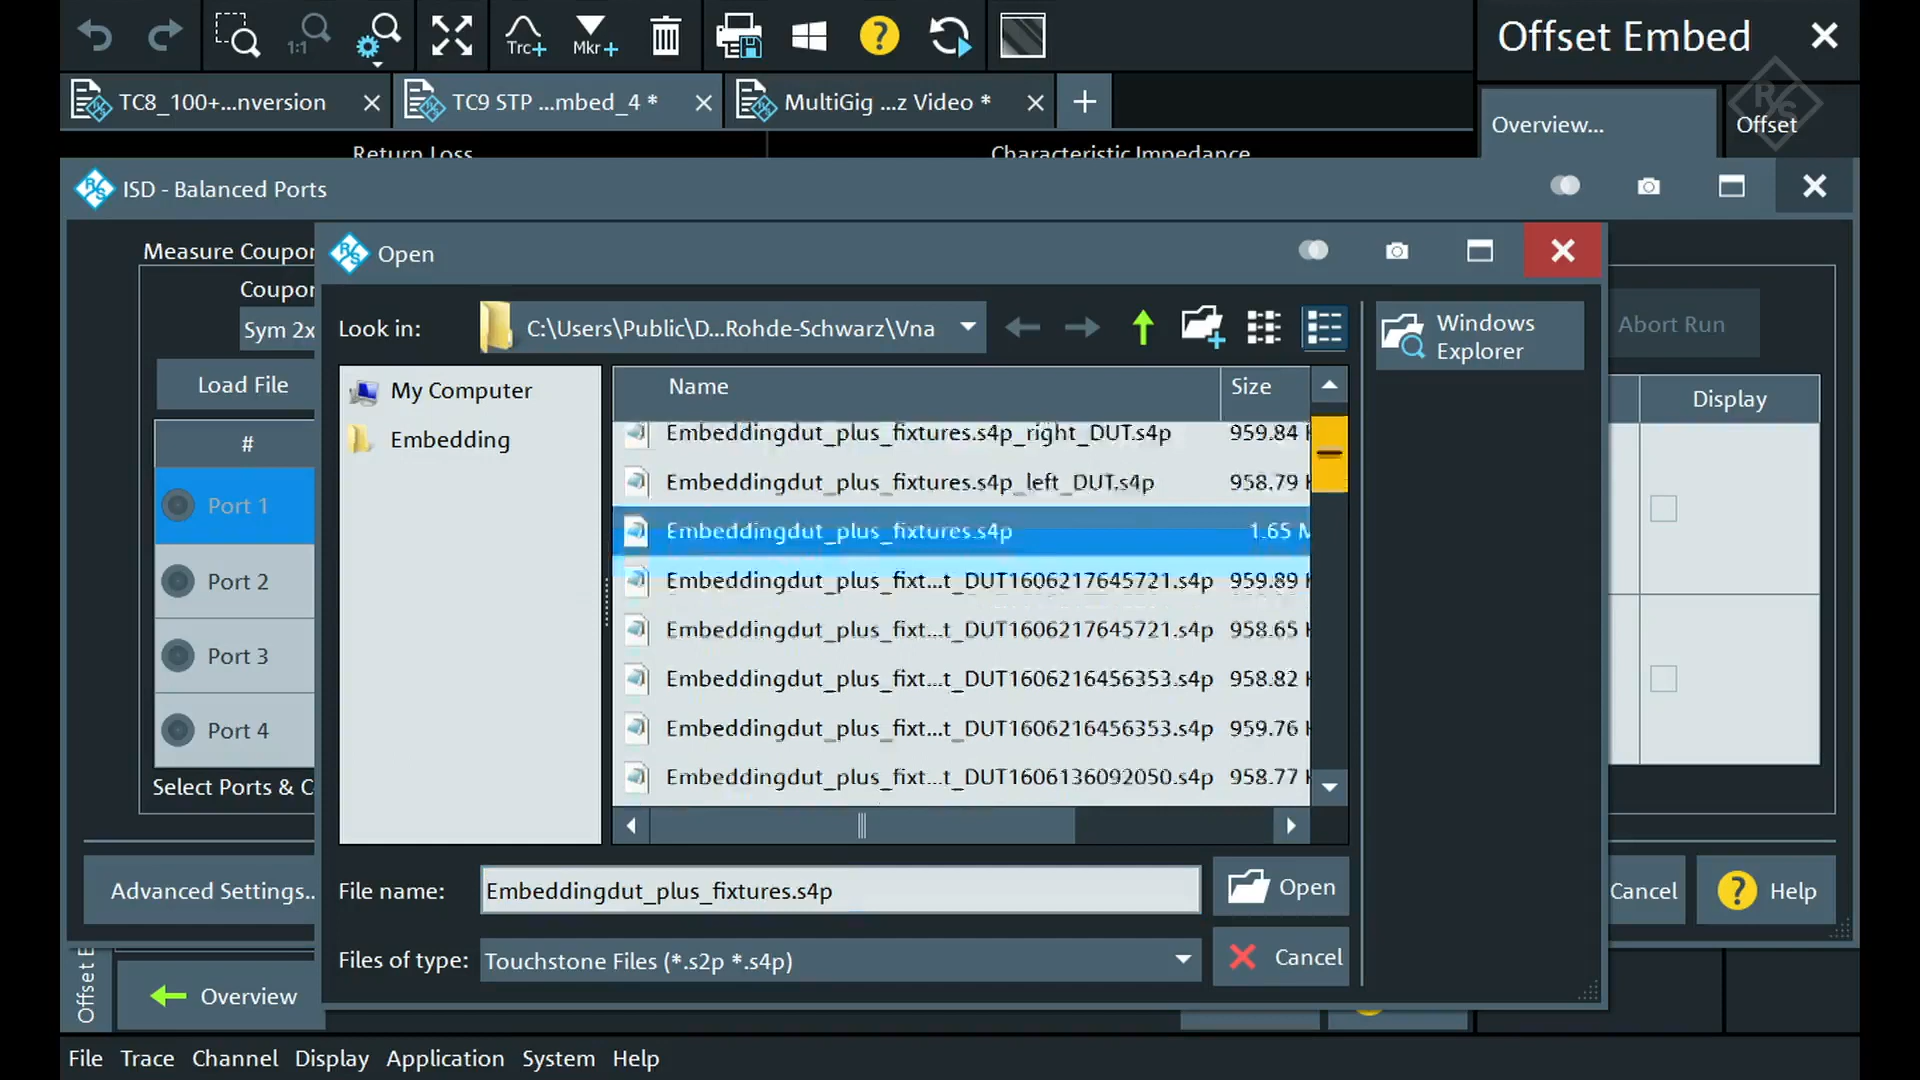 1:1
Trc+
Mkr+
?
Offset Embed
TC8_100+...nversion
TC9 STP ...mbed_4 *
MultiGig ...z Video *
Overview...
Offset
R/S
Return Loss
Characteristic Impedance
ISD - Balanced Ports
Measure Coupon
Coupon
Sym 2x
Load File
#
Port 1
Port 2
Port 3
Port 4
Select Ports & C
Advanced Settings...
Open
Look in:
C:\Users\Public\D...Rohde-Schwarz\Vna
My Computer
Embedding
Name Size
Embeddingdut_plus_fixtures.s4p_right_DUT.s4p 959.84 K
Embeddingdut_plus_fixtures.s4p_left_DUT.s4p 958.79 K
Embeddingdut_plus_fixtures.s4p 1.65 M
Embeddingdut_plus_fixt...t_DUT1606217645721.s4p 959.89 K
Embeddingdut_plus_fixt...t_DUT1606217645721.s4p 958.65 K
Embeddingdut_plus_fixt...t_DUT1606216456353.s4p 958.82 K
Embeddingdut_plus_fixt...t_DUT1606216456353.s4p 959.76 K
Embeddingdut_plus_fixt...t_DUT1606136092050.s4p 958.77 K
Windows
Explorer
File name:
Embeddingdut_plus_fixtures.s4p
Open
Files of type:
Touchstone Files (*.s2p *.s4p)
Cancel
Abort Run
Display
Cancel
? Help
Offset E
Overview
File Trace Channel Display Application System Help